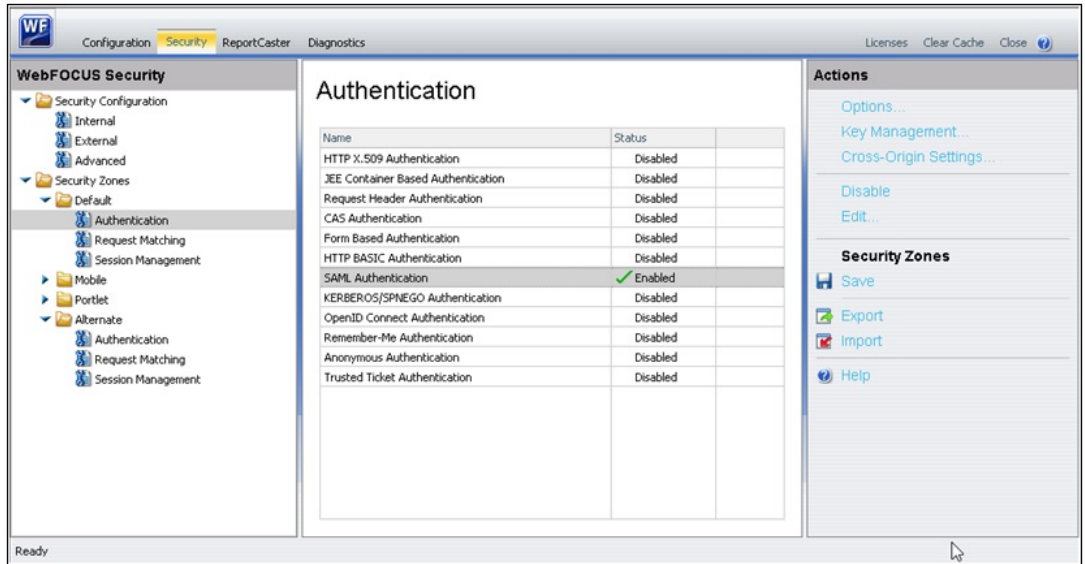 WF
Configuration Security ReportCaster Diagnostics Licenses Clear Cache Close ?
WebFOCUS Security
Security Configuration
Internal
External
Advanced
Security Zones
Default
Authentication
Request Matching
Session Management
Mobile
Portlet
Alternate
Authentication
Request Matching
Session Management
Authentication
Name Status
HTTP X.509 Authentication Disabled
JEE Container Based Authentication Disabled
Request Header Authentication Disabled
CAS Authentication Disabled
Form Based Authentication Disabled
HTTP BASIC Authentication Disabled
SAML Authentication Enabled
KERBEROS/SPNEGO Authentication Disabled
OpenID Connect Authentication Disabled
Remember-Me Authentication Disabled
Anonymous Authentication Disabled
Trusted Ticket Authentication Disabled
Actions
Options...
Key Management...
Cross-Origin Settings...
Disable
Edit...
Security Zones
Save
Export
Import
? Help
Ready